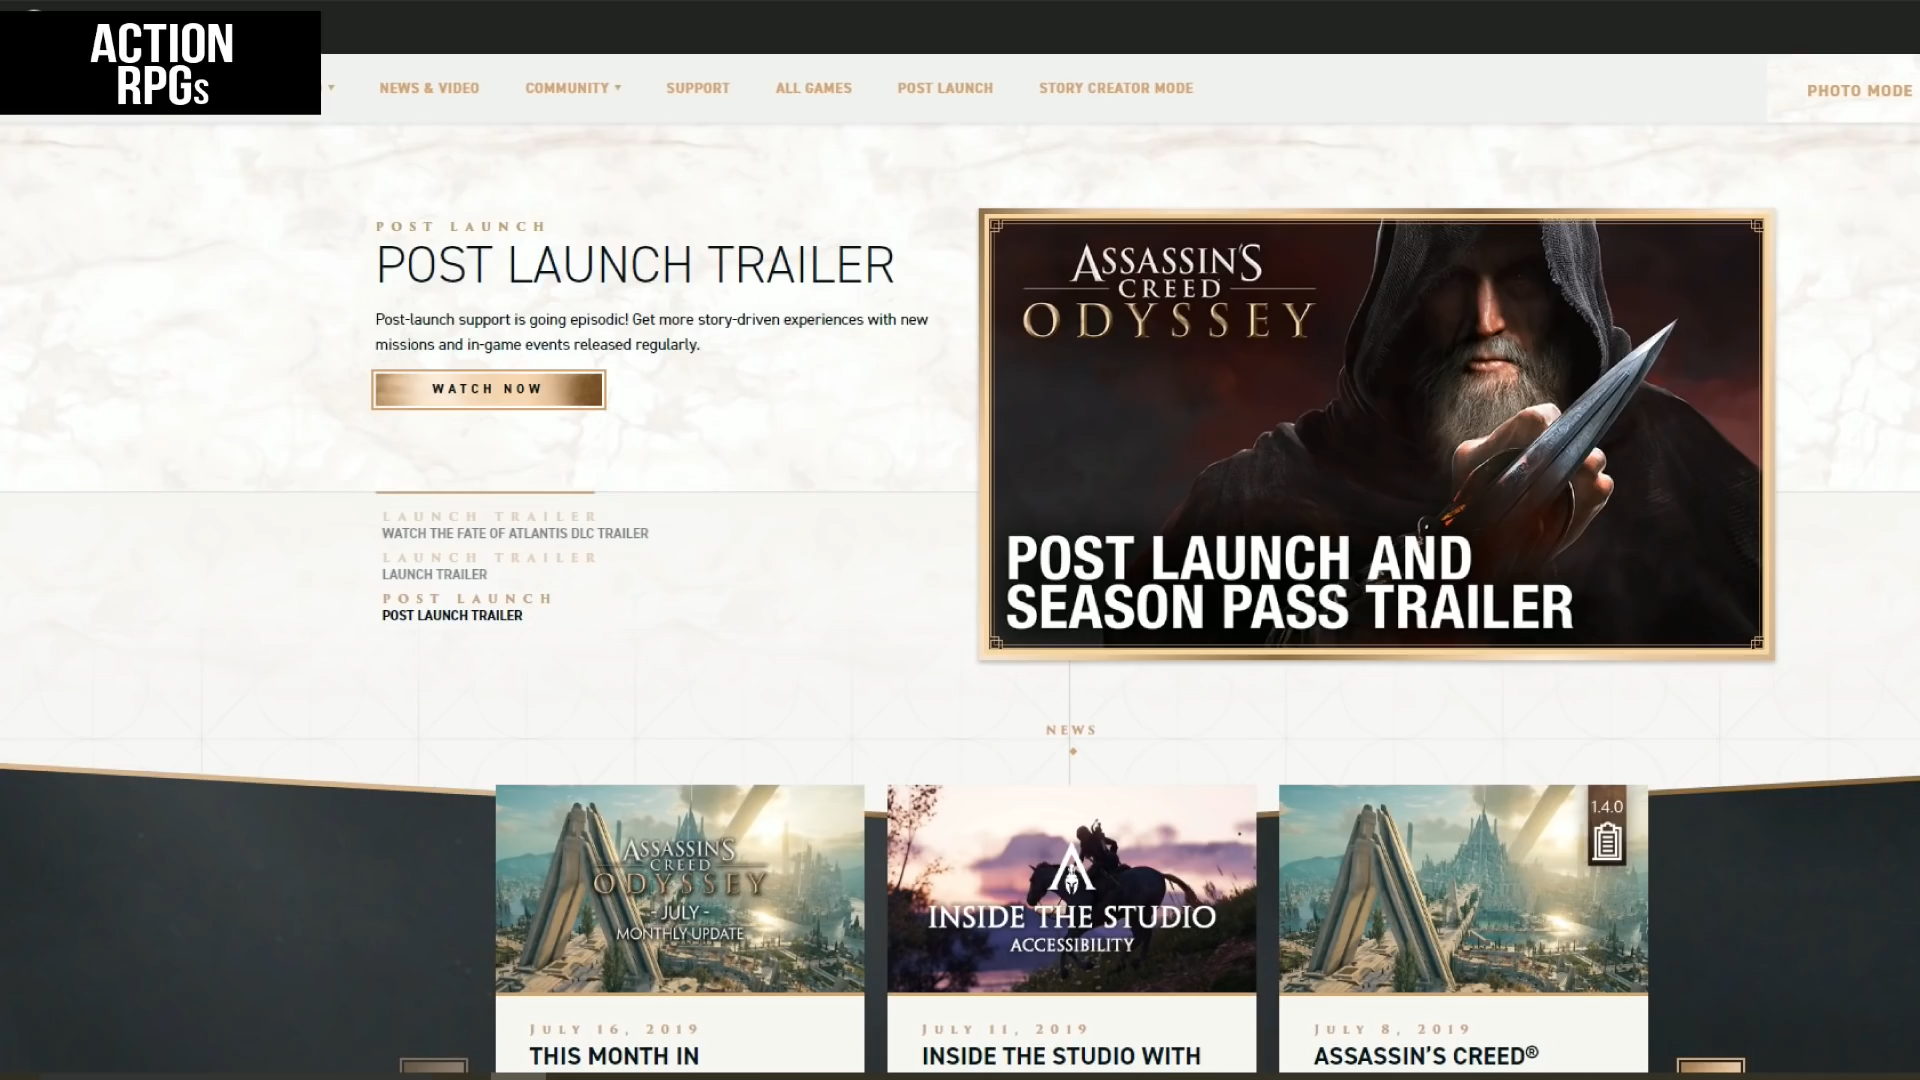 ACTION
RPGs
NEWS & VIDEO
COMMUNITY
SUPPORT
ALL GAMES
POST LAUNCH
STORY CREATOR MODE
PHOTO MODE
POST LAUNCH
POST LAUNCH TRAILER
Post-launch support is going episodic! Get more story-driven experiences with new
missions and in-game events released regularly.
WATCH NOW
LAUNCH TRAILER
WATCH THE FATE OF ATLANTIS DLC TRAILER
LAUNCH TRAILER
LAUNCH TRAILER
POST LAUNCH
POST LAUNCH TRAILER
ASSASSIN'S
CREED
ODYSSEY
POST LAUNCH AND
SEASON PASS TRAILER
NEWS
ASSASSIN'S
CREED
ODYSSEY
- JULY -
MONTHLY UPDATE
JULY 16, 2019
THIS MONTH IN
INSIDE THE STUDIO
ACCESSIBILITY
JULY 11, 2019
INSIDE THE STUDIO WITH
1.4.0
JULY 8, 2019
ASSASSIN'S CREED®